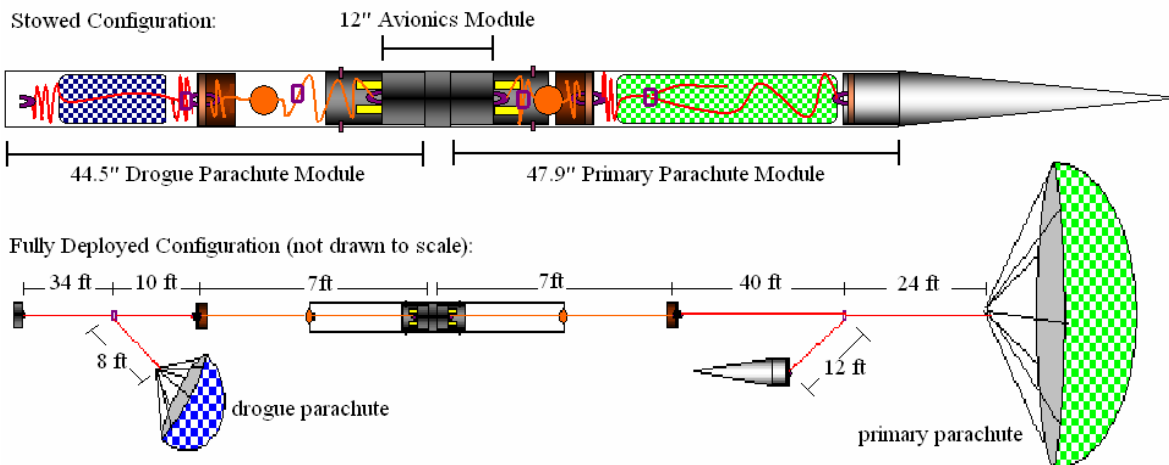 Stowed Configuration:
12" Avionics Module
44.5" Drogue Parachute Module
47.9" Primary Parachute Module
Fully Deployed Configuration (not drawn to scale):
34 ft
10 ft
7ft
7ft
40 ft
24 ft
8 ft
12 ft
drogue parachute
primary parachute